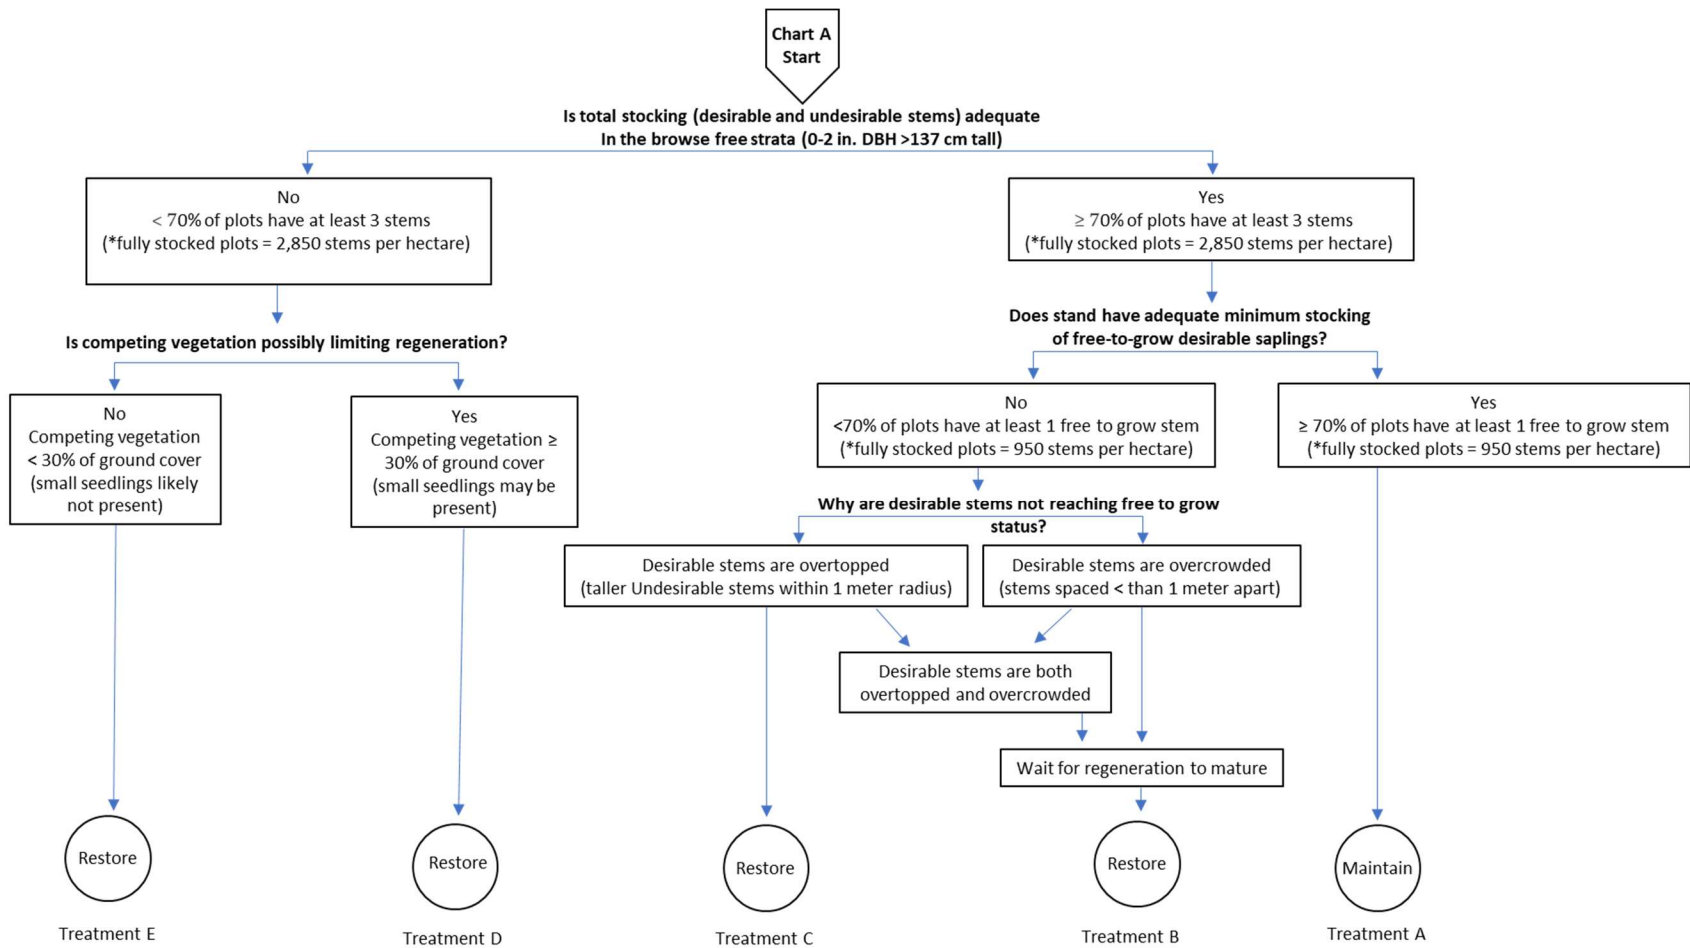 Chart A
Start
Is total stocking (desirable and undesirable stems) adequate
In the browse free strata (0-2 in. DBH >137 cm tall)
No
< 70% of plots have at least 3 stems
(*fully stocked plots = 2,850 stems per hectare)
Yes
≥ 70% of plots have at least 3 stems
(*fully stocked plots = 2,850 stems per hectare)
Is competing vegetation possibly limiting regeneration?
Does stand have adequate minimum stocking
of free-to-grow desirable saplings?
No
Competing vegetation
< 30% of ground cover
(small seedlings likely
not present)
Yes
Competing vegetation ≥
30% of ground cover
(small seedlings may be
present)
No
<70% of plots have at least 1 free to grow stem
(*fully stocked plots = 950 stems per hectare)
Yes
≥ 70% of plots have at least 1 free to grow stem
(*fully stocked plots = 950 stems per hectare)
Why are desirable stems not reaching free to grow
status?
Desirable stems are overtopped
(taller Undesirable stems within 1 meter radius)
Desirable stems are overcrowded
(stems spaced < than 1 meter apart)
Desirable stems are both
overtopped and overcrowded
Wait for regeneration to mature
Restore
Restore
Restore
Restore
Maintain
Treatment E
Treatment D
Treatment C
Treatment B
Treatment A